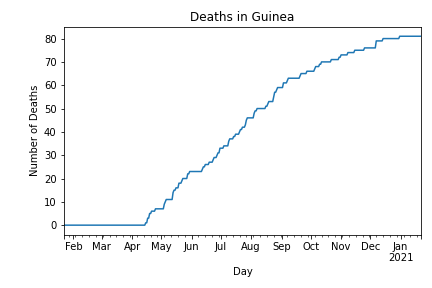 Deaths in Guinea
80
70
60
50
40
30
20
10
0
Number of Deaths
Feb Mar Apr May Jun Jul Aug Sep Oct Nov Dec Jan
2021
Day